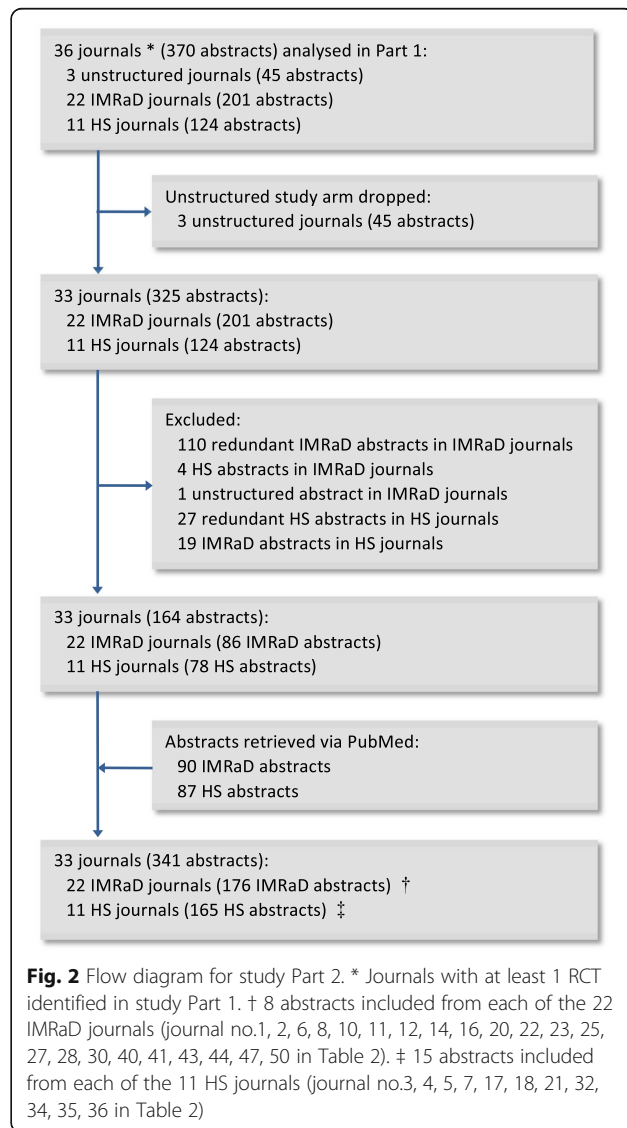 36 journals * (370 abstracts) analysed in Part 1:
3 unstructured journals (45 abstracts)
22 IMRaD journals (201 abstracts)
11 HS journals (124 abstracts)
Unstructured study arm dropped:
3 unstructured journals (45 abstracts)
33 journals (325 abstracts):
22 IMRaD journals (201 abstracts)
11 HS journals (124 abstracts)
Excluded:
110 redundant IMRaD abstracts in IMRaD journals
4 HS abstracts in IMRaD journals
1 unstructured abstract in IMRaD journals
27 redundant HS abstracts in HS journals
19 IMRaD abstracts in HS journals
33 journals (164 abstracts):
22 IMRaD journals (86 IMRaD abstracts)
11 HS journals (78 HS abstracts)
Abstracts retrieved via PubMed:
90 IMRaD abstracts
87 HS abstracts
33 journals (341 abstracts):
22 IMRaD journals (176 IMRaD abstracts) †
11 HS journals (165 HS abstracts) ‡
Fig. 2 Flow diagram for study Part 2. * Journals with at least 1 RCT
identified in study Part 1. † 8 abstracts included from each of the 22
IMRaD journals (journal no.1, 2, 6, 8, 10, 11, 12, 14, 16, 20, 22, 23, 25,
27, 28, 30, 40, 41, 43, 44, 47, 50 in Table 2). ‡ 15 abstracts included
from each of the 11 HS journals (journal no.3, 4, 5, 7, 17, 18, 21, 32,
34, 35, 36 in Table 2)